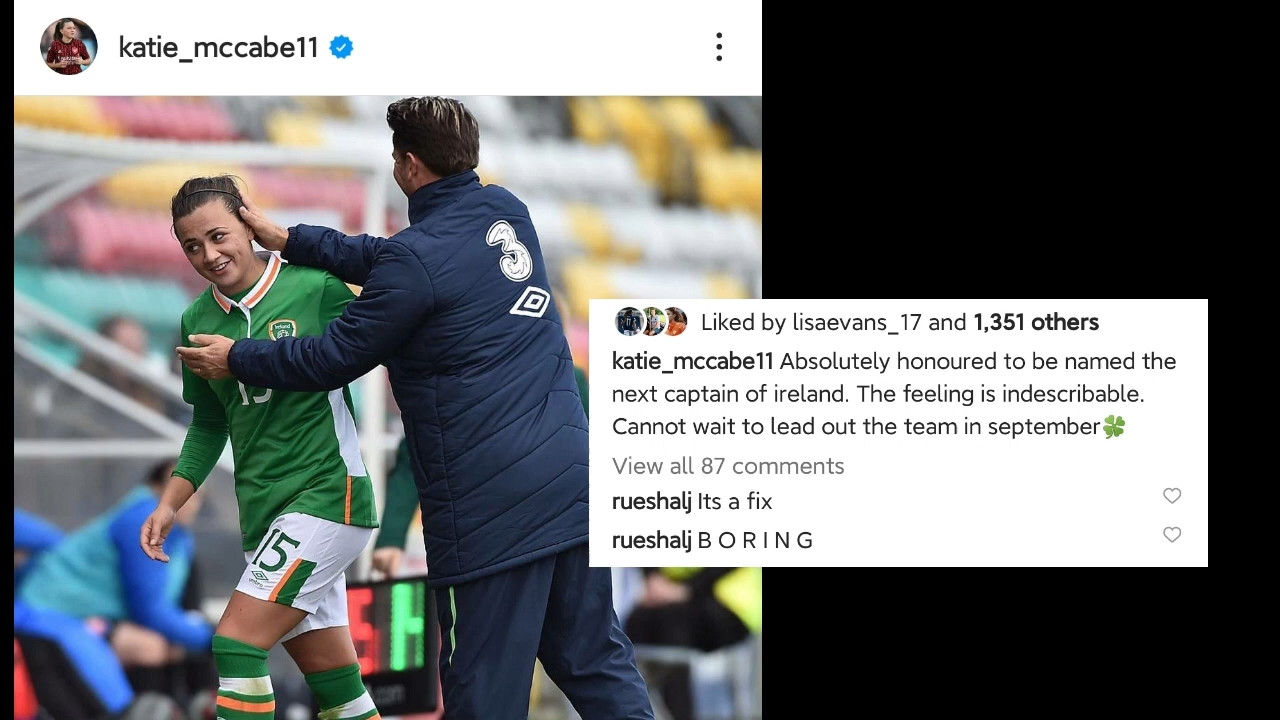 katie_mccabe11
3
Ireland
15
15
Liked by lisaevans_17 and 1,351 others
katie_mccabe11 Absolutely honoured to be named the
next captain of ireland. The feeling is indescribable.
Cannot wait to lead out the team in september🍀
View all 87 comments
rueshalj Its a fix
rueshalj B O R I N G